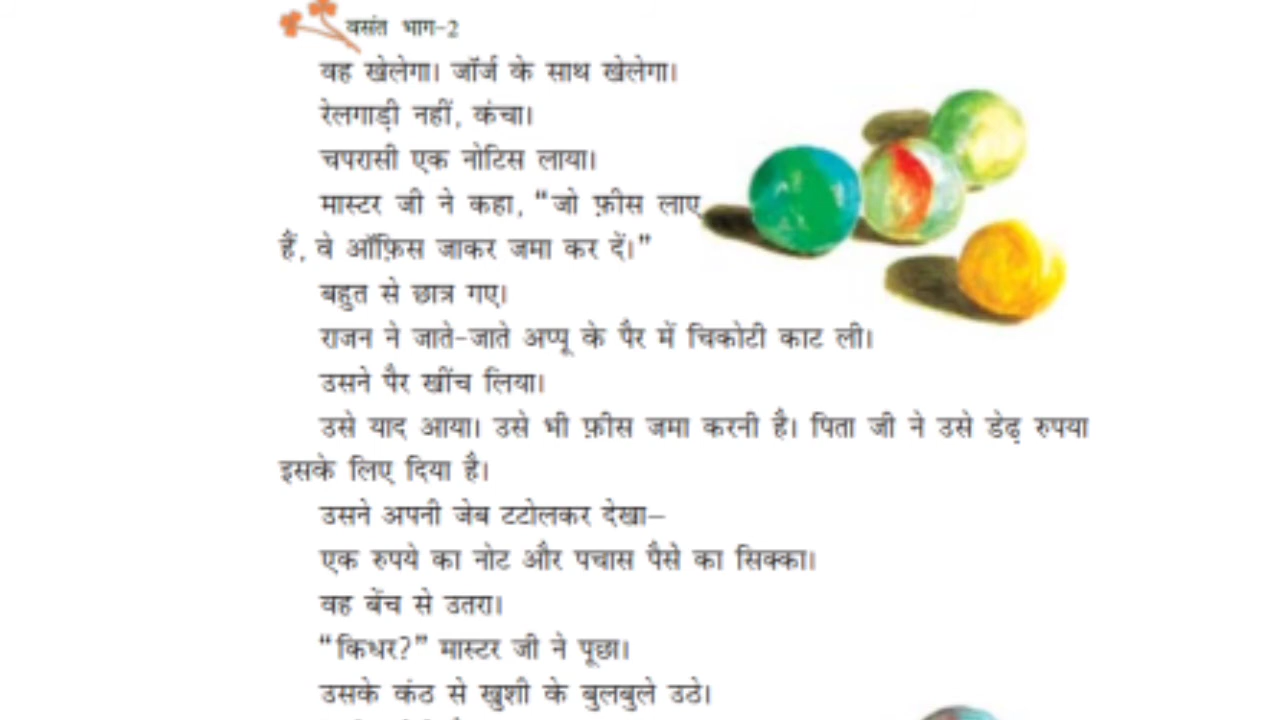 वसंत भाग-2
वह खेलेगा। जॉर्ज के साथ खेलेगा।
रेलगाड़ी नहीं, कंचा।
चपरासी एक नोटिस लाया।
मास्टर जी ने कहा, “जो फ़ीस लाए
हैं, वे ऑफ़िस जाकर जमा कर दें।”
बहुत से छात्र गए।
राजन ने जाते-जाते अप्पू के पैर में चिकोटी काट ली।
उसने पैर खींच लिया।
उसे याद आया। उसे भी फ़ीस जमा करनी है। पिता जी ने उसे डेढ़ रुपया
इसके लिए दिया है।
उसने अपनी जेब टटोलकर देखा—
एक रुपये का नोट और पचास पैसे का सिक्का।
वह बेंच से उतरा।
“किधर?” मास्टर जी ने पूछा।
उसके कंठ से खुशी के बुलबुले उठे।